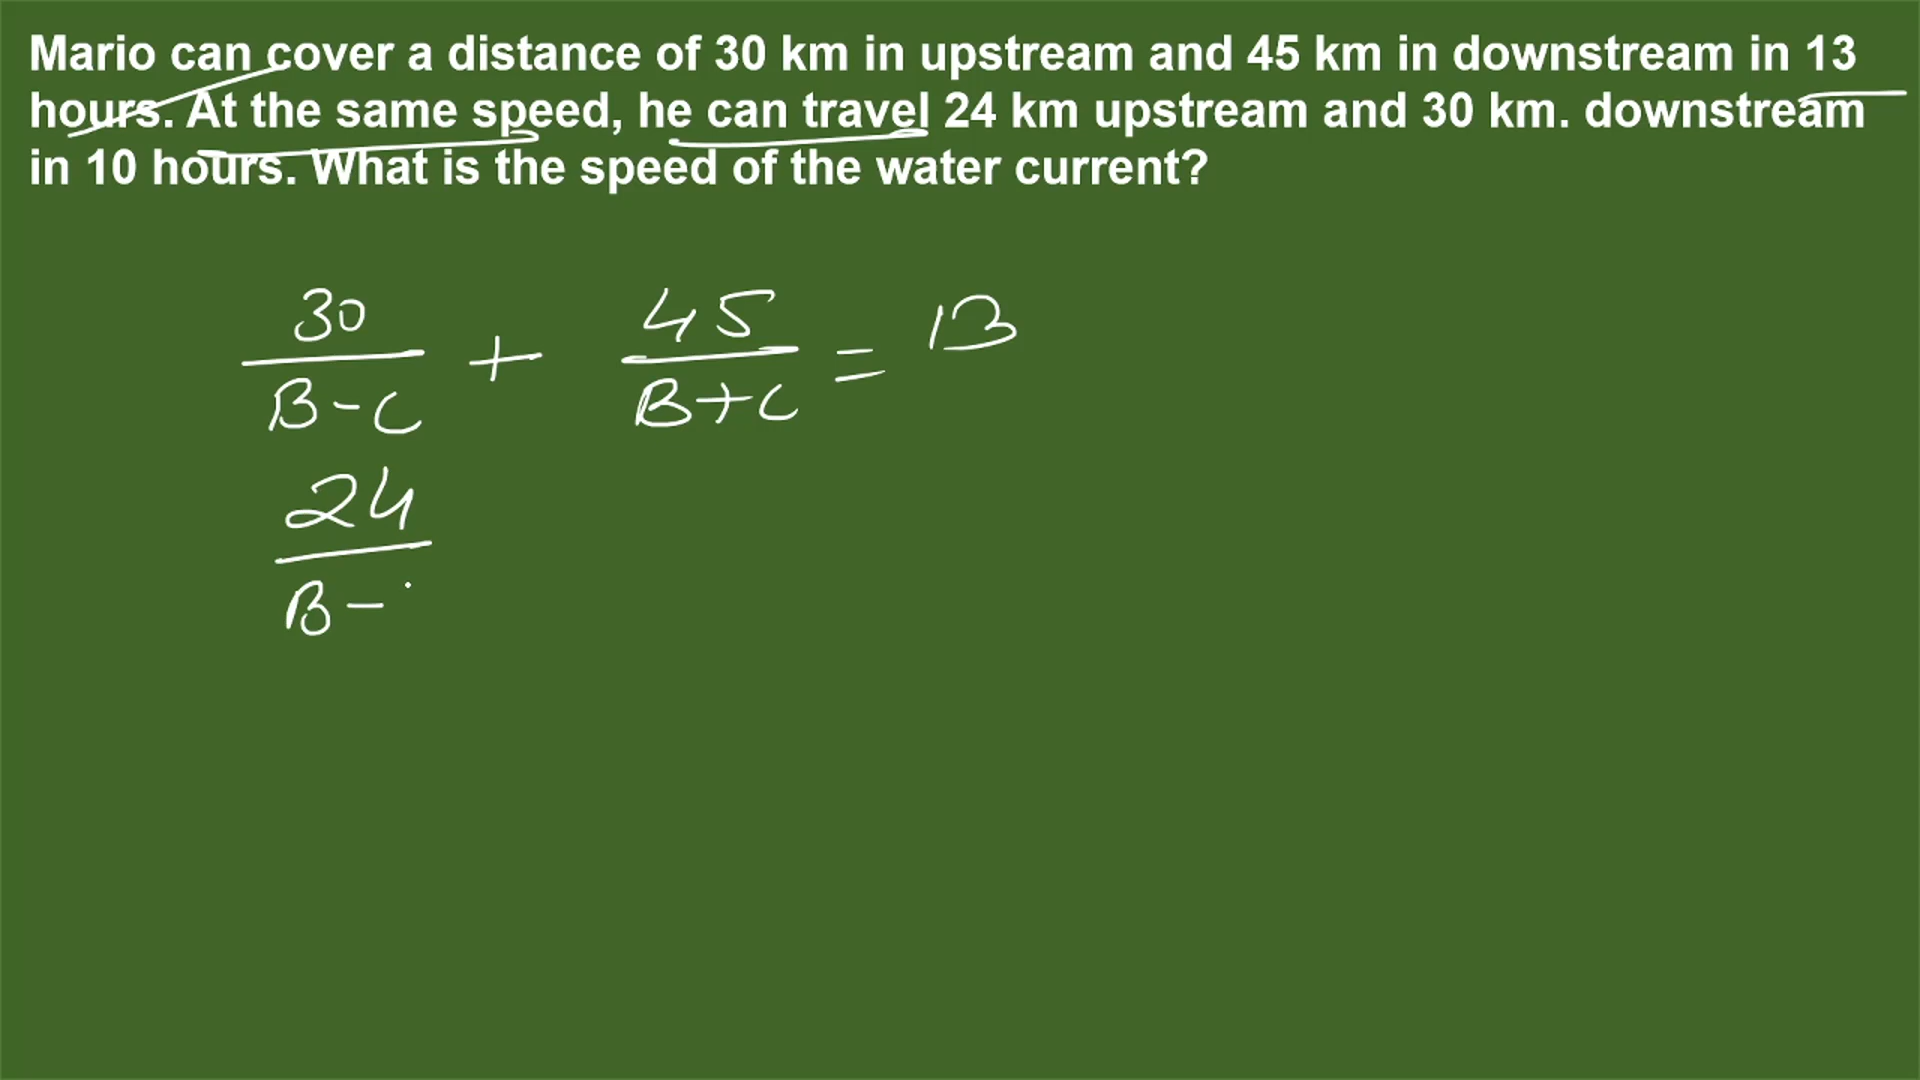 Mario can cover a distance of 30 km in upstream and 45 km in downstream in 13
hours. At the same speed, he can travel 24 km upstream and 30 km. downstream
in 10 hours. What is the speed of the water current?
30 45
+ = 13
B-C B+C
24
B-